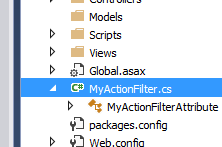 Controllers
Models
Scripts
Views
Global.asax
C# MyActionFilter.cs
MyActionFilterAttribute
packages.config
Web.config